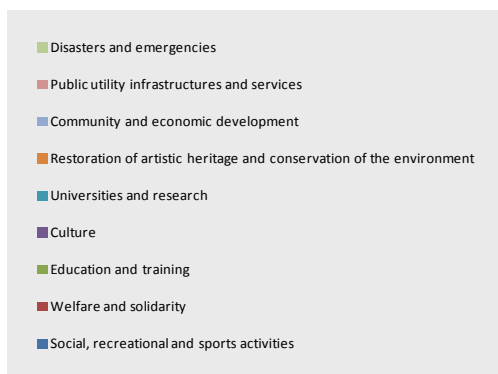 Disasters and emergencies
Public utility infrastructures and services
Community and economic development
Restoration of artistic heritage and conservation of the environment
Universities and research
Culture
Education and training
Welfare and solidarity
Social, recreational and sports activities